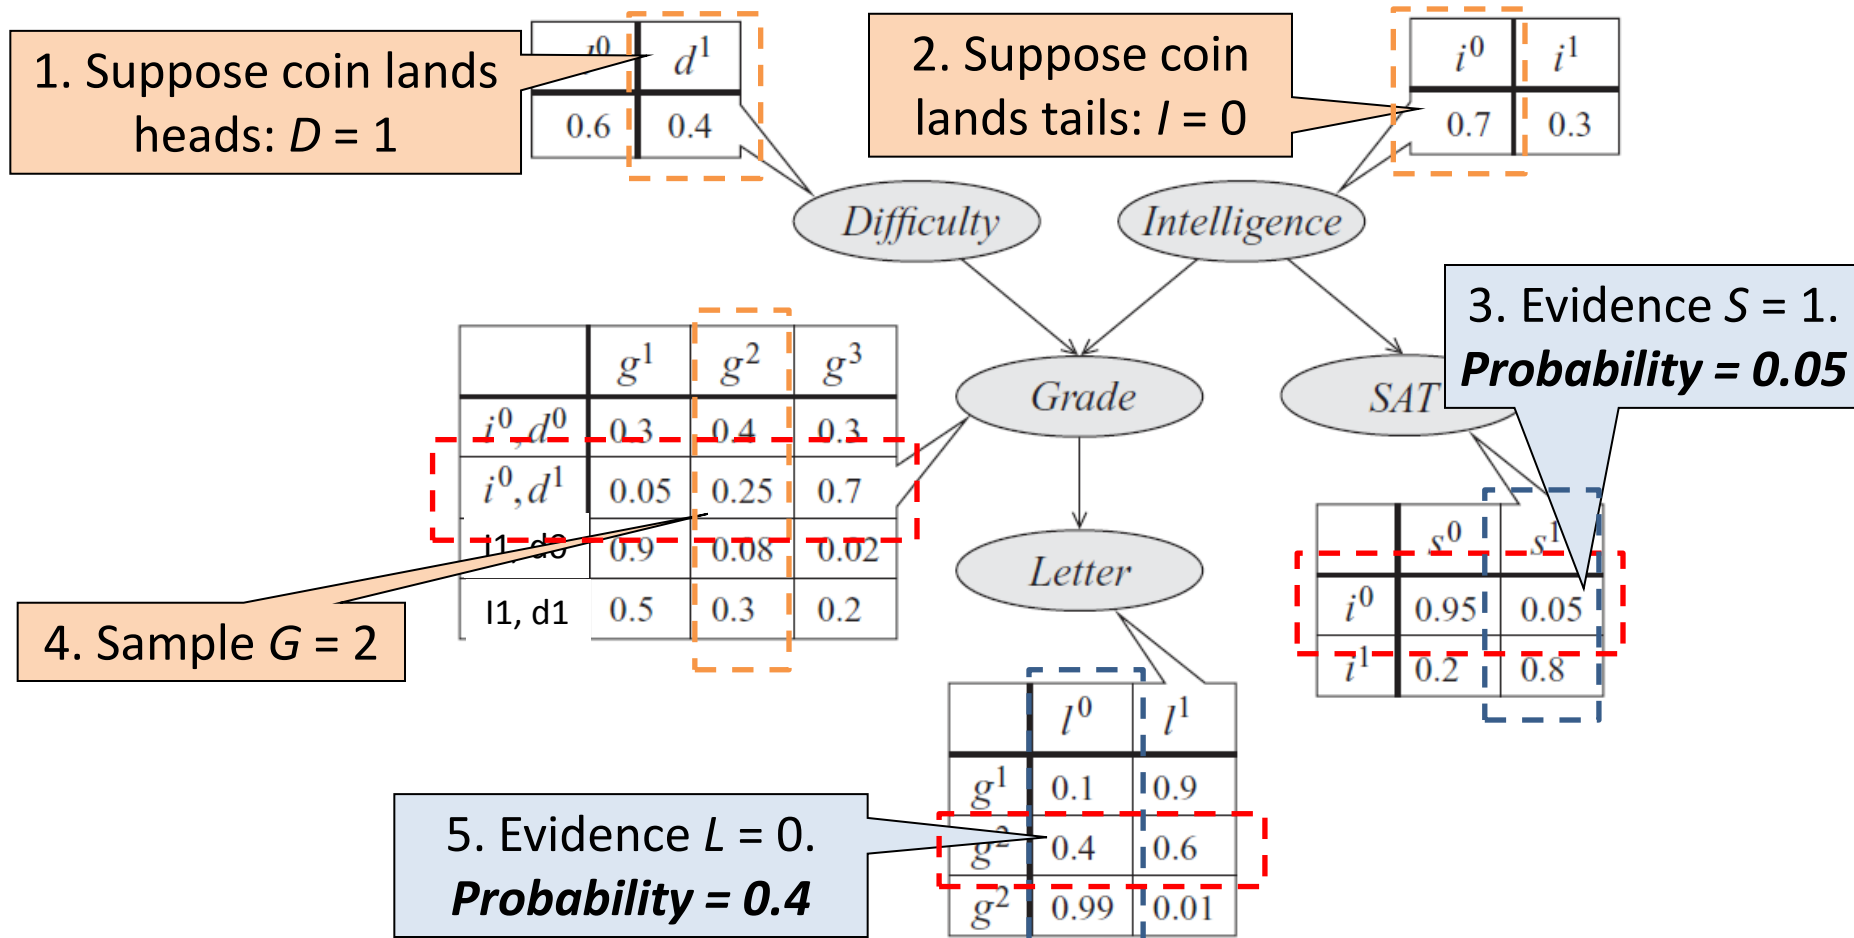 1. Suppose coin lands
heads: D = 1
d⁰ d¹
0.6 0.4
2. Suppose coin
lands tails: I = 0
i⁰ i¹
0.7 0.3
Difficulty
Intelligence
3. Evidence S = 1.
Probability = 0.05
g¹ g² g³
i⁰, d⁰ 0.3 0.4 0.3
i⁰, d¹ 0.05 0.25 0.7
I1, d0 0.9 0.08 0.02
I1, d1 0.5 0.3 0.2
Grade
SAT
4. Sample G = 2
Letter
s⁰ s¹
i⁰ 0.95 0.05
i¹ 0.2 0.8
l⁰ l¹
g¹ 0.1 0.9
g² 0.4 0.6
g² 0.99 0.01
5. Evidence L = 0.
Probability = 0.4